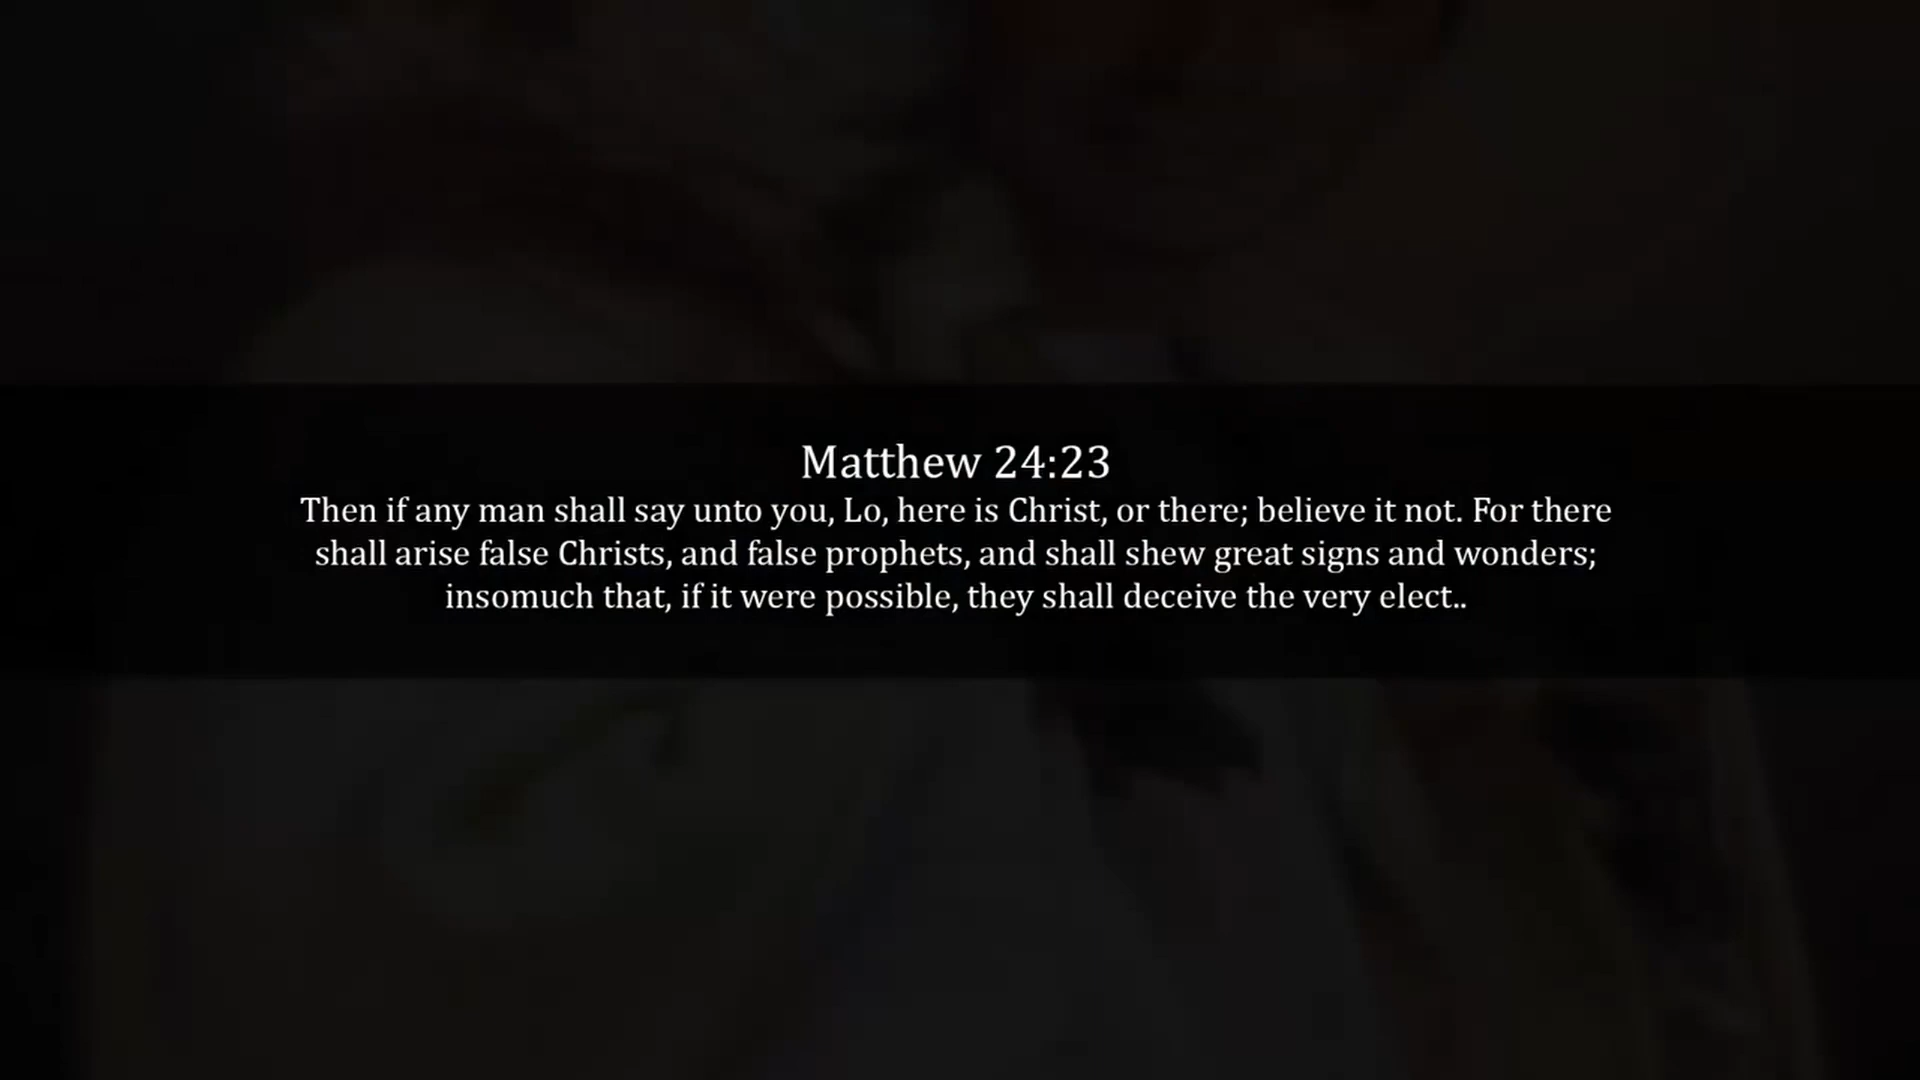 Matthew 24:23
Then if any man shall say unto you, Lo, here is Christ, or there; believe it not. For there
shall arise false Christs, and false prophets, and shall shew great signs and wonders;
insomuch that, if it were possible, they shall deceive the very elect..